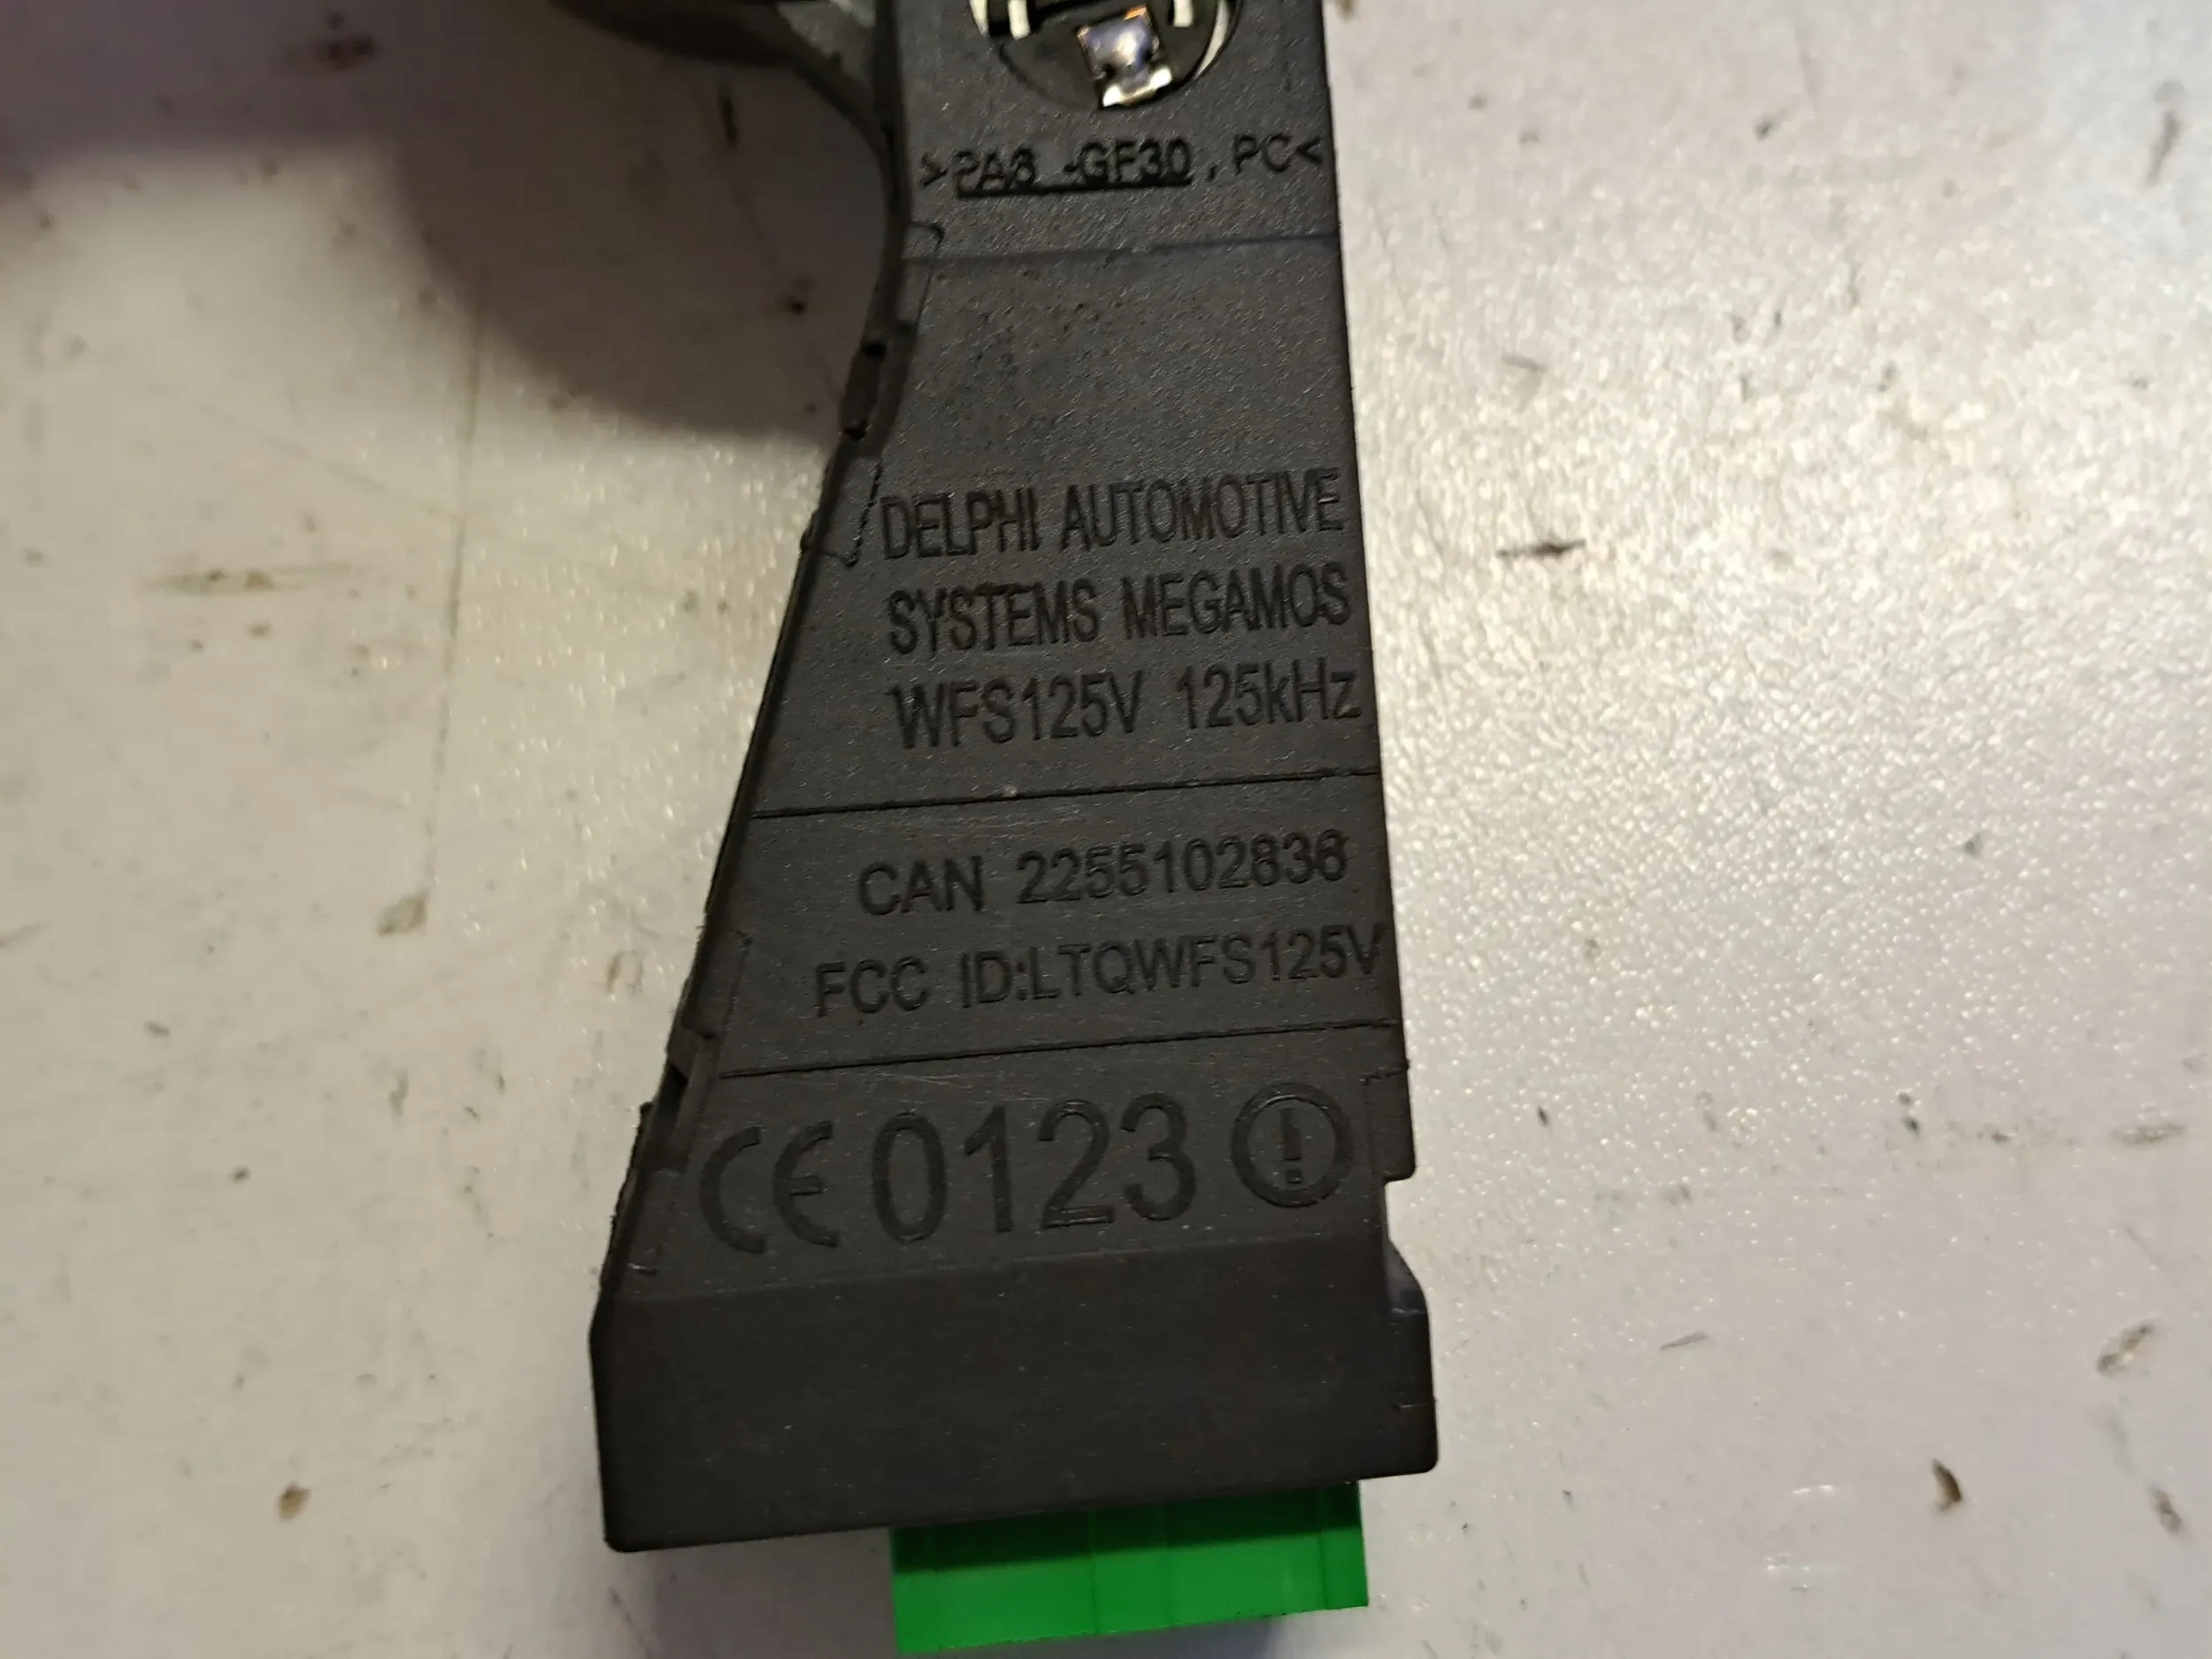 >PA6 -GF30 , PC<
DELPHI AUTOMOTIVE
SYSTEMS MEGAMOS
WFS125V 125kHz
CAN 2255102836
FCC ID:LTQWFS125V
CE0123